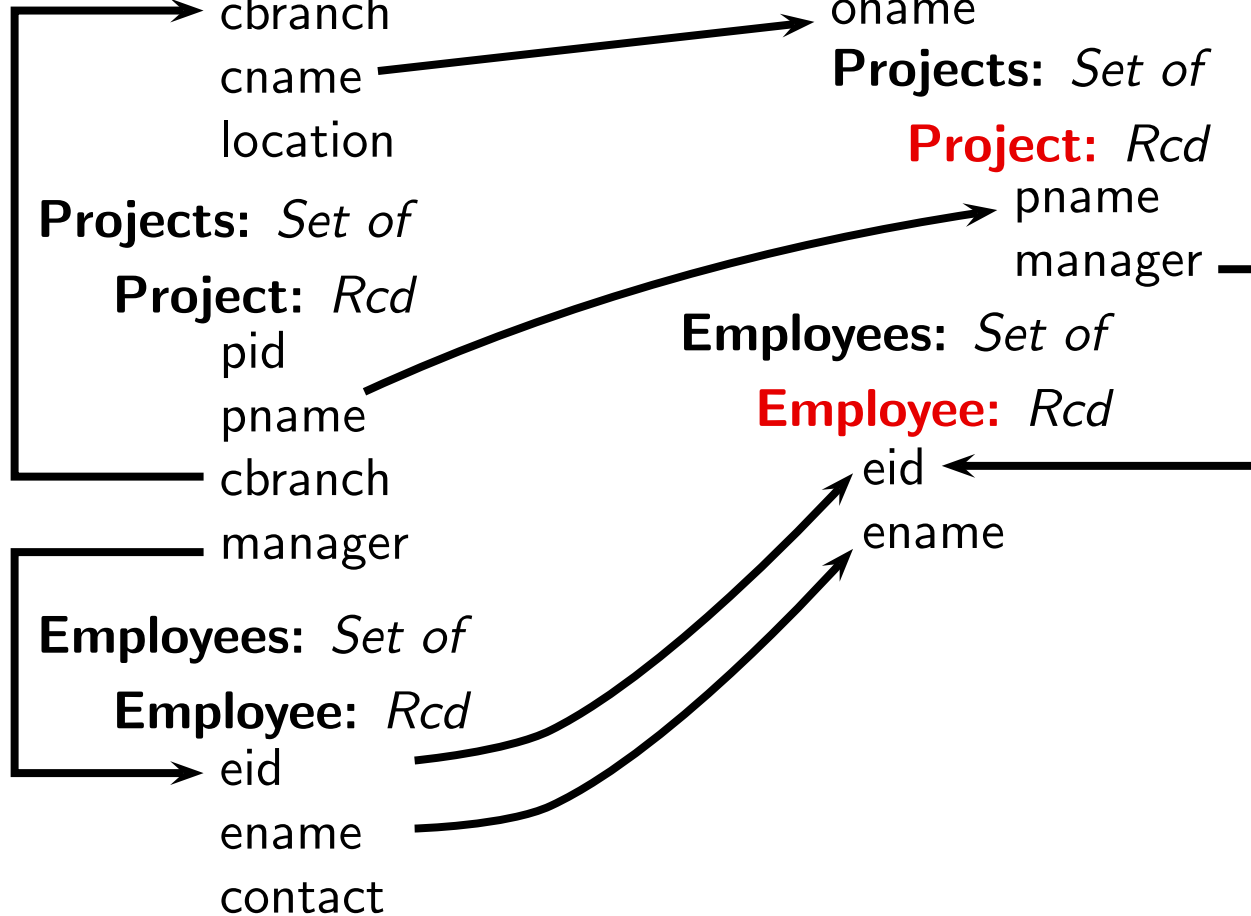 cbranch
cname
location
Projects: Set of
Project: Rcd
pid
pname
cbranch
manager
Employees: Set of
Employee: Rcd
eid
ename
contact
oname
Projects: Set of
Project: Rcd
pname
manager
Employees: Set of
Employee: Rcd
eid
ename